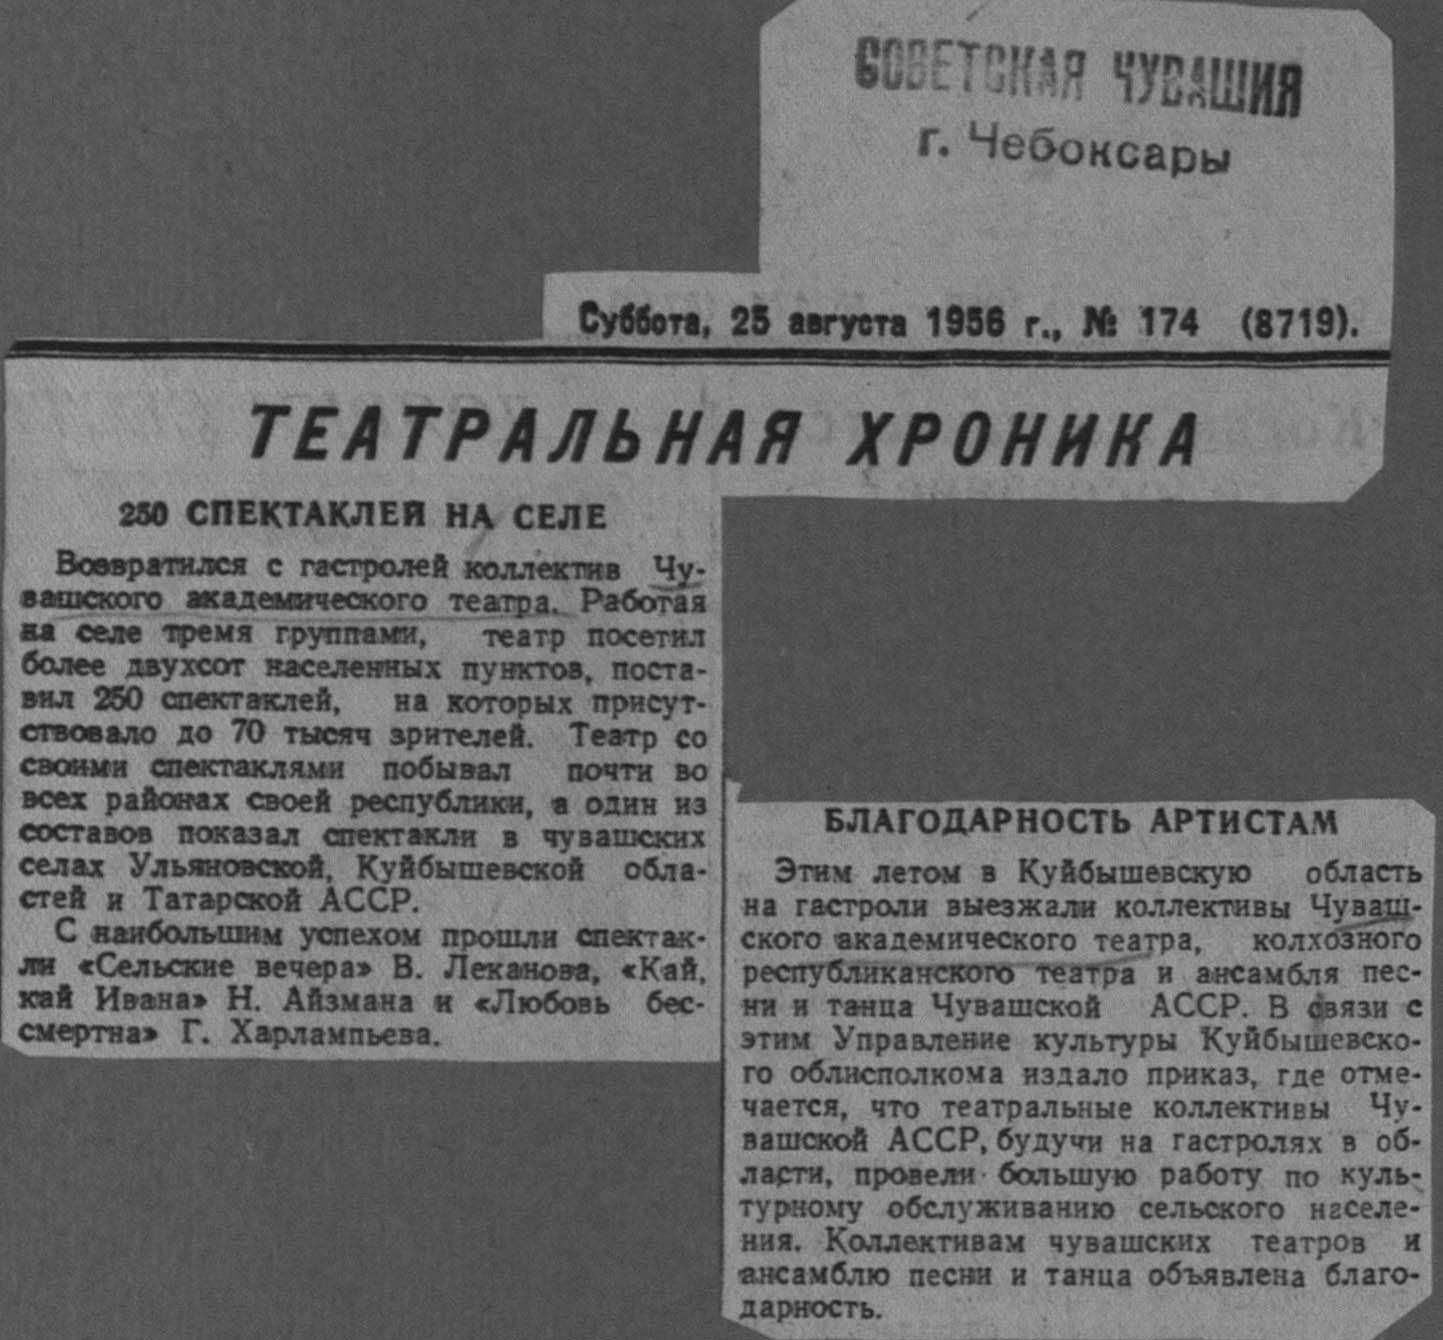 СОВЕТСКАЯ ЧУВАШИЯ
г. Чебоксары
Суббота, 25 августа 1956 г., № 174 (8719).
ТЕАТРАЛЬНАЯ ХРОНИКА
250 СПЕКТАКЛЕЙ НА СЕЛЕ
Возвратился с гастролей коллектив Чу-
вашского академического театра. Работая
на селе тремя группами, театр посетил
более двухсот населенных пунктов, поста-
вил 250 спектаклей, на которых присут-
ствовало до 70 тысяч зрителей. Театр со
своими спектаклями побывал почти во
всех районах своей республики, а один из
составов показал спектакли в чувашских
селах Ульяновской, Куйбышевской обла-
стей и Татарской АССР.
С наибольшим успехом прошли спектак-
ли «Сельские вечера» В. Леканова, «Кай,
кай Ивана» Н. Айзмана и «Любовь бес-
смертна» Г. Харлампьева.
БЛАГОДАРНОСТЬ АРТИСТАМ
Этим летом в Куйбышевскую область
на гастроли выезжали коллективы Чуваш-
ского академического театра, колхозного
республиканского театра и ансамбля пес-
ни и танца Чувашской АССР. В связи с
этим Управление культуры Куйбышевско-
го облисполкома издало приказ, где отме-
чается, что театральные коллективы Чу-
вашской АССР, будучи на гастролях в об-
ласти, провели большую работу по куль-
турному обслуживанию сельского населе-
ния. Коллективам чувашских театров и
ансамблю песни и танца объявлена благо-
дарность.